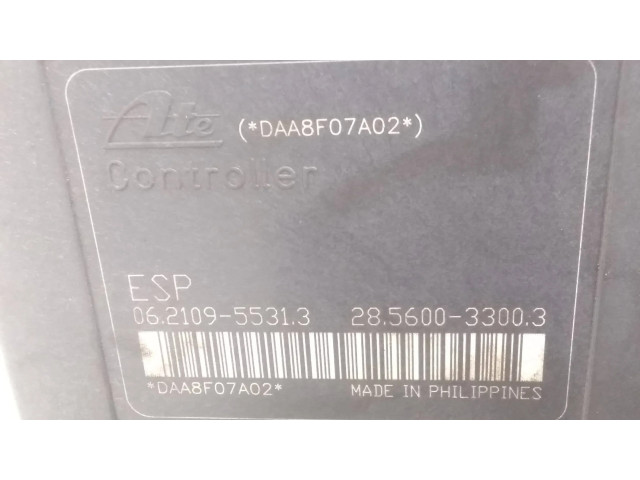 Ate (*DAA8F07A02*)
Controller
ESP
06.2109-5531.3 28.5600-3300.3
*DAA8F07A02* MADE IN PHILIPPINES